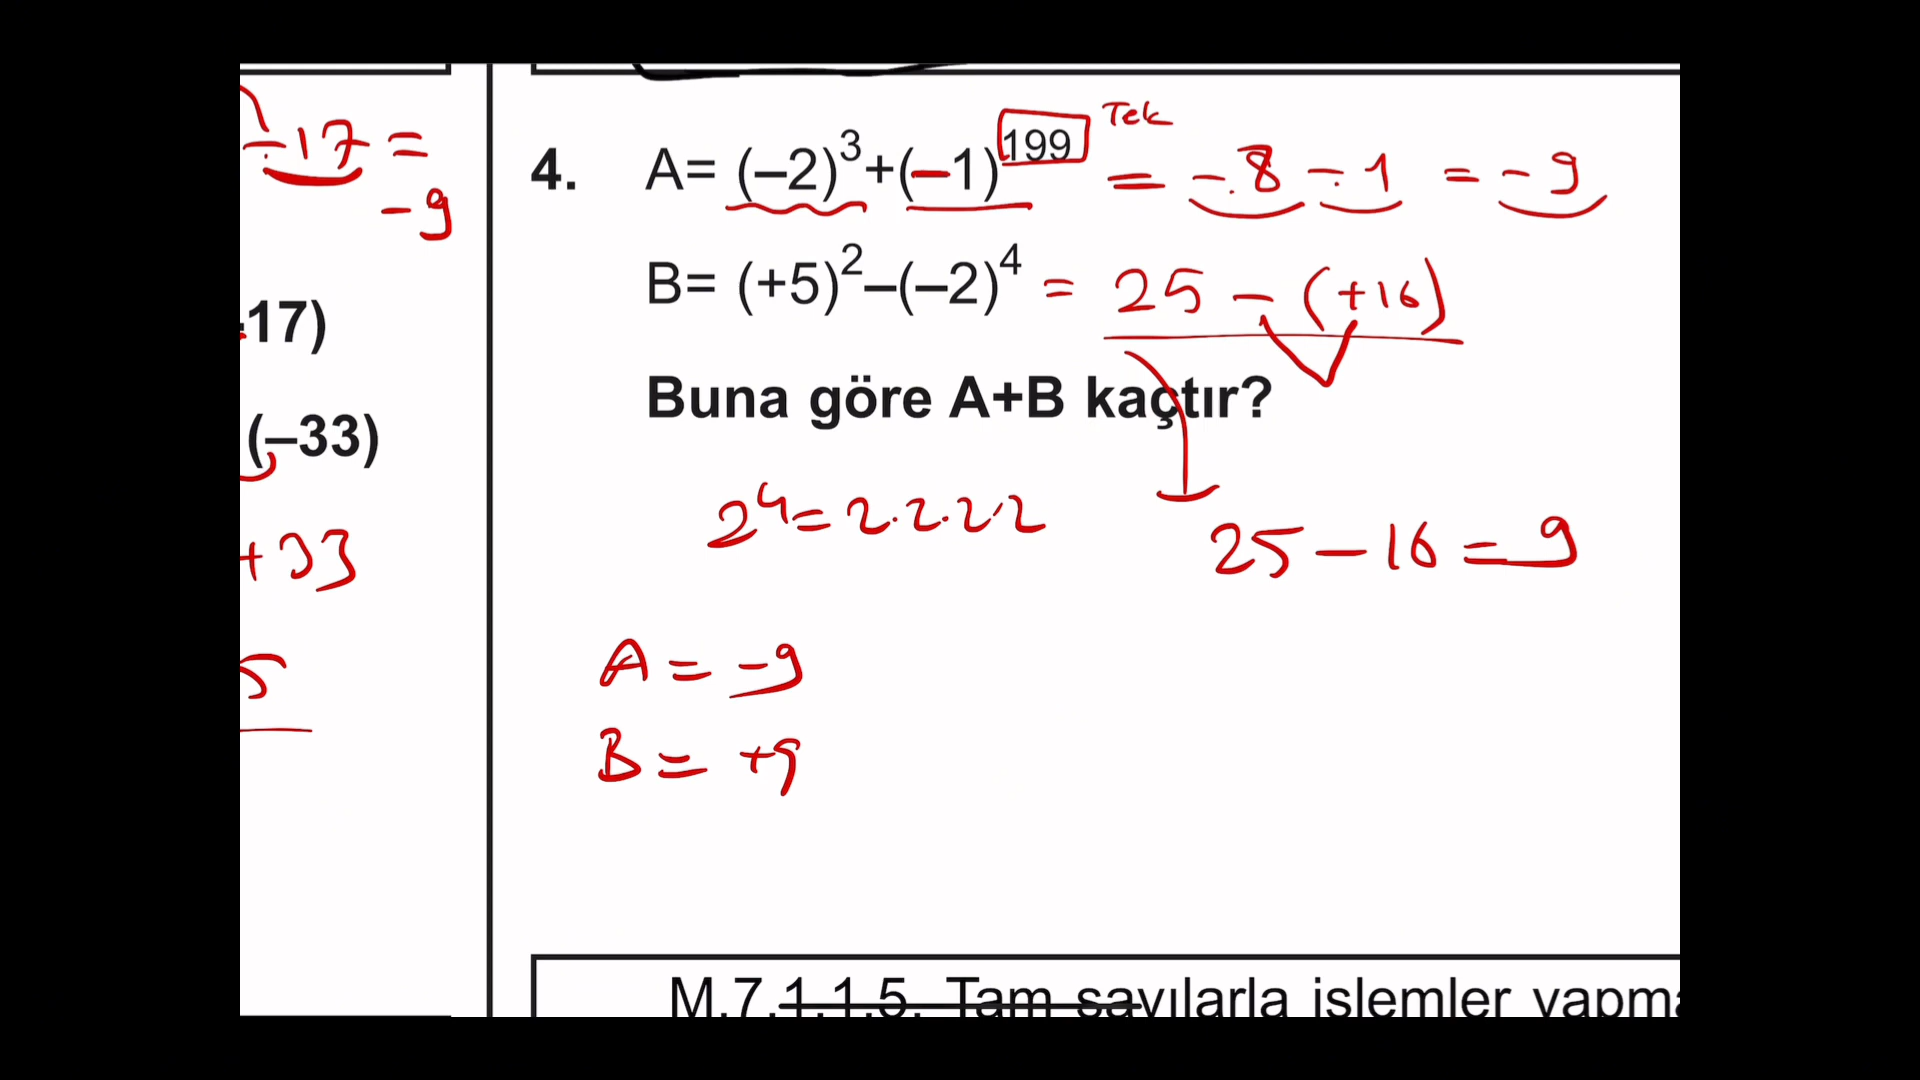 ÷17 =
-9
17)
(–33)
+33
5
4. A= (–2)³+(–1)¹⁹⁹ Tek = -.8 ÷ 1 = -9
B= (+5)²–(–2)⁴ = 25 - (+16)
Buna göre A+B kaçtır?
2⁴ = 2.2.2.2
25 - 16 = 9
A = -9
B = +9
M.7.1.1.5. Tam sayılarla işlemler yapma